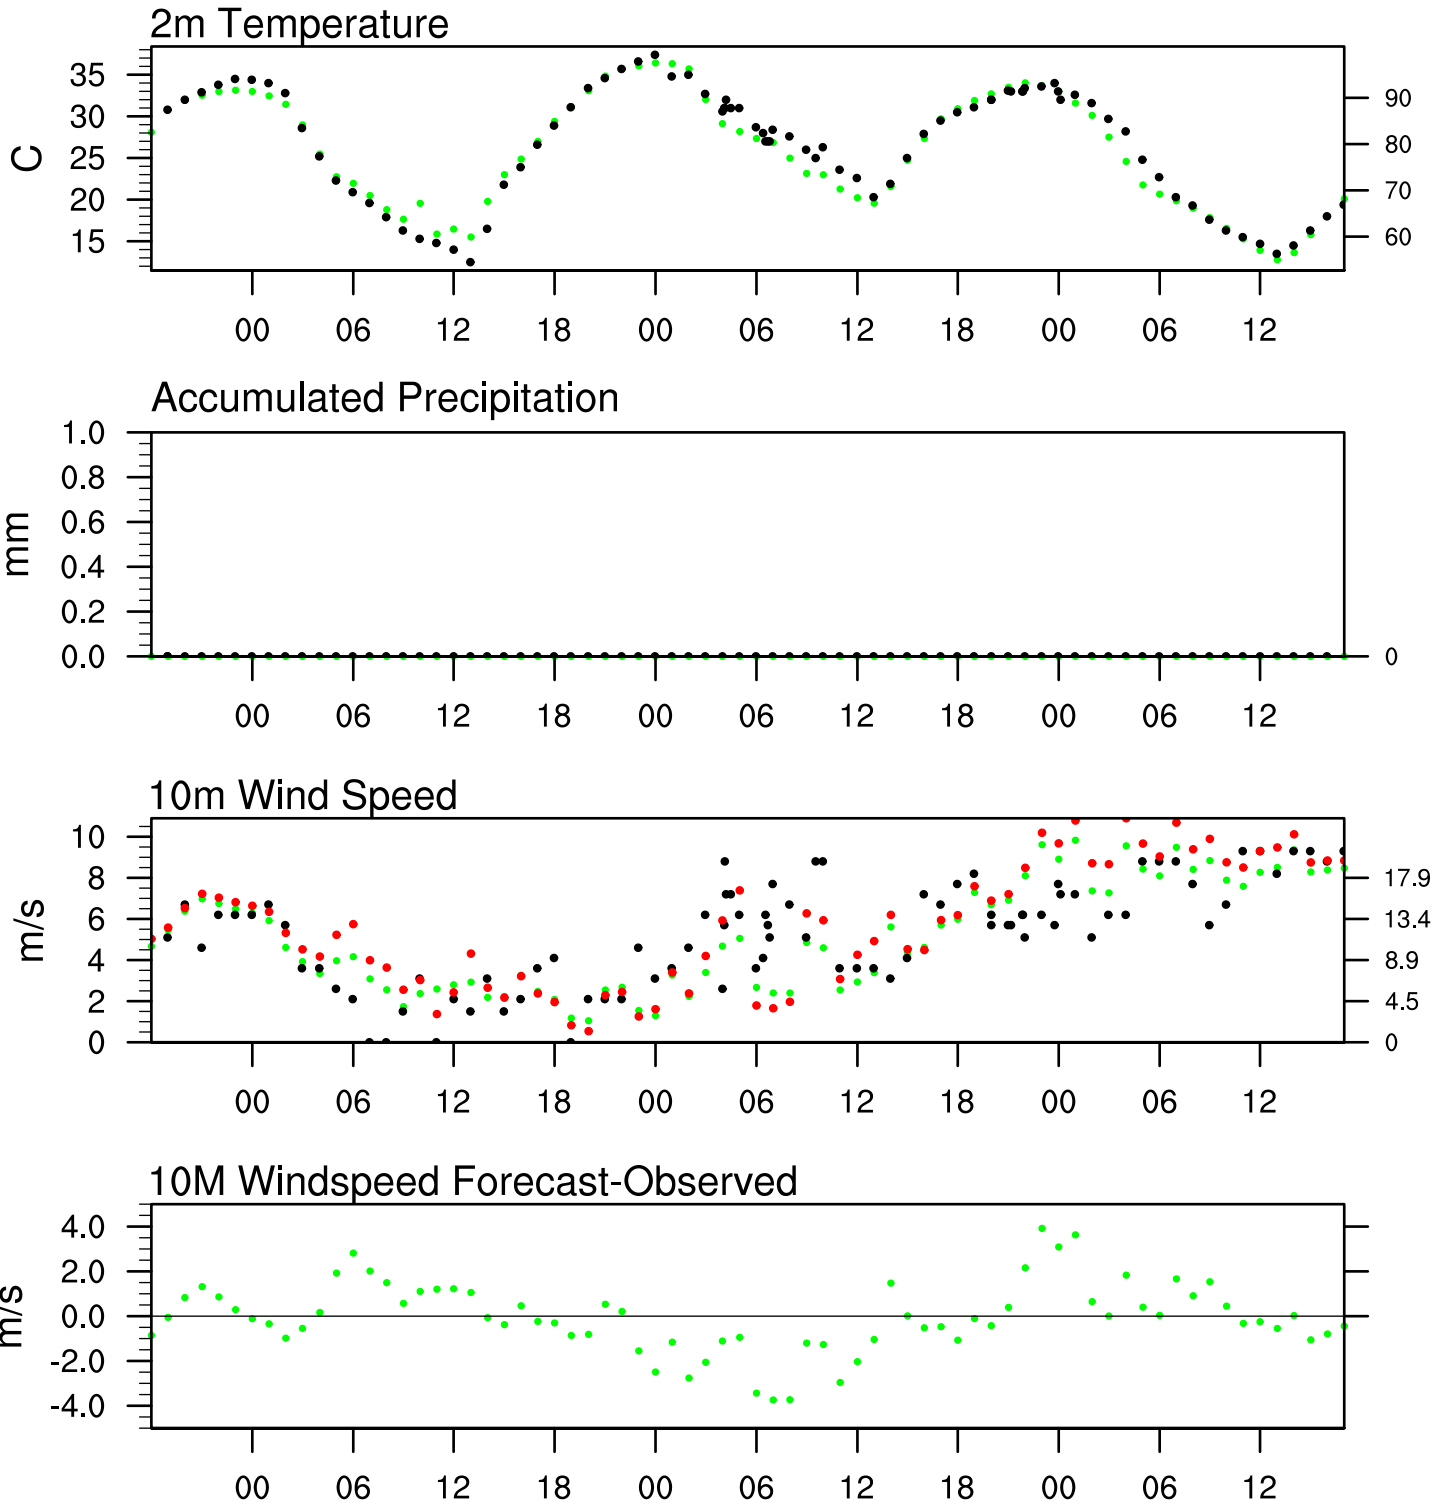 2m Temperature
35
30
25
20
15
C
90
80
70
60
00 06 12 18 00 06 12 18 00 06 12
Accumulated Precipitation
1.0
0.8
0.6
0.4
0.2
0.0
mm
0
00 06 12 18 00 06 12 18 00 06 12
10m Wind Speed
10
8
6
4
2
0
m/s
17.9
13.4
8.9
4.5
0
00 06 12 18 00 06 12 18 00 06 12
10M Windspeed Forecast-Observed
4.0
2.0
0.0
-2.0
-4.0
m/s
00 06 12 18 00 06 12 18 00 06 12